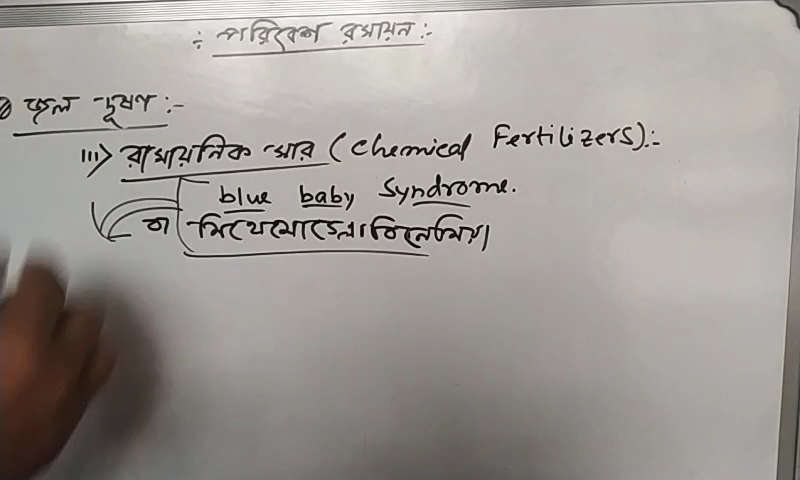 :- পরিবেশ রসায়ন :-
জল দূষণ :-
III> রাসায়নিক সার (Chemical Fertilizers):-
blue baby Syndrome.
বা মিথেমোগ্লোবিনেমিয়া